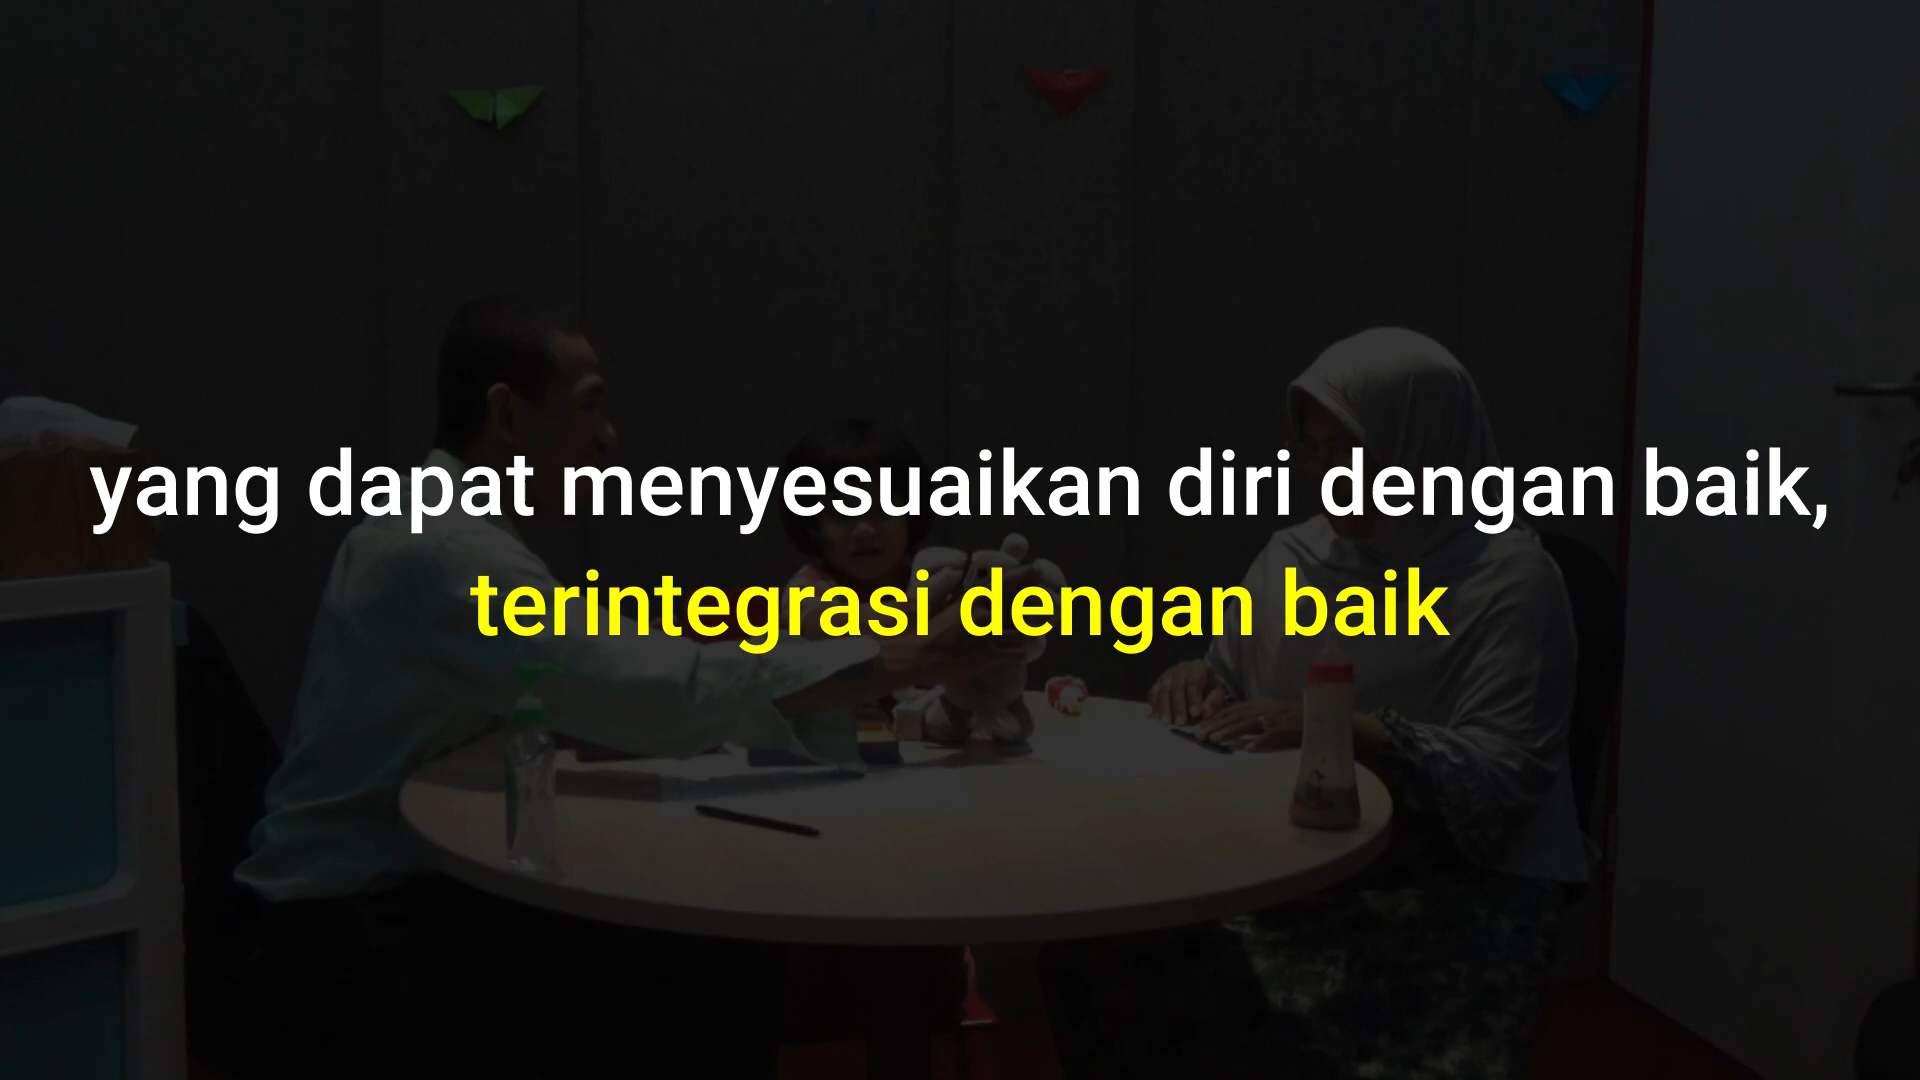 yang dapat menyesuaikan diri dengan baik,
terintegrasi dengan baik